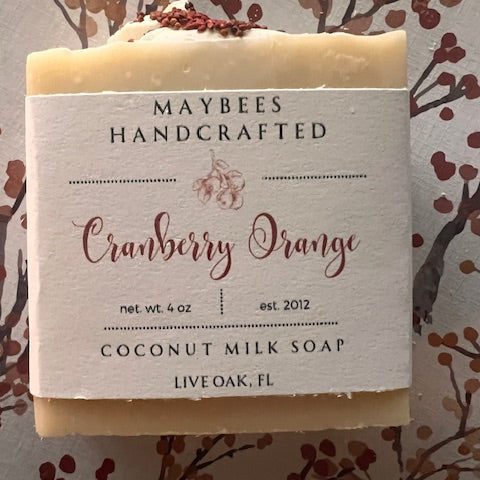 MAYBEES
HANDCRAFTED
Cranberry Orange
net. wt. 4 oz est. 2012
COCONUT MILK SOAP
LIVE OAK, FL